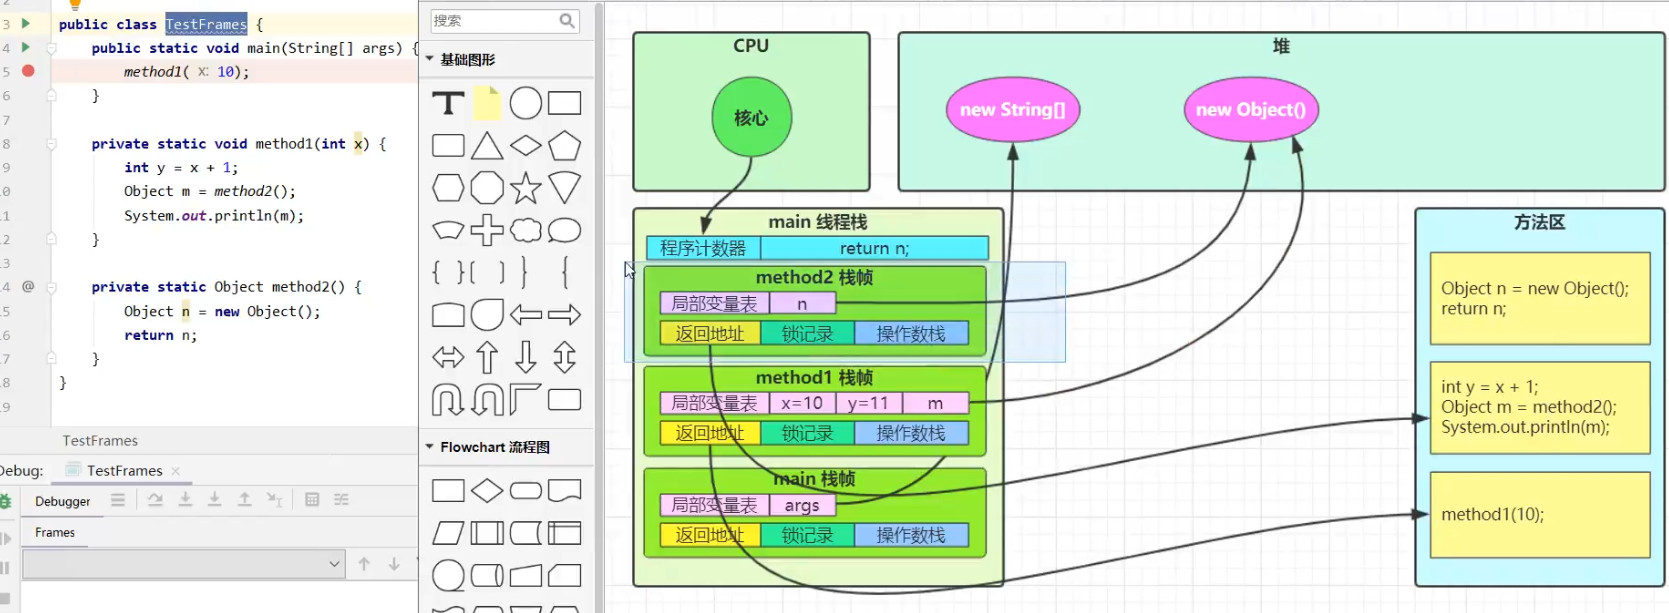 2
3 public class TestFrames {
4 public static void main(String[] args) {
5 method1( x: 10);
6 }
7
8 private static void method1(int x) {
9 int y = x + 1;
0 Object m = method2();
1 System.out.println(m);
2 }
3
4 @ private static Object method2() {
5 Object n = new Object();
6 return n;
7 }
8 }
9
TestFrames
Debug: TestFrames ×
Debugger
Frames
搜索
基础图形
T
Flowchart 流程图
CPU
核心
堆
new String[]
new Object()
main 线程栈
程序计数器 return n;
method2 栈帧
局部变量表 n
返回地址 锁记录 操作数栈
method1 栈帧
局部变量表 x=10 y=11 m
返回地址 锁记录 操作数栈
main 栈帧
局部变量表 args
返回地址 锁记录 操作数栈
方法区
Object n = new Object();
return n;
int y = x + 1;
Object m = method2();
System.out.println(m);
method1(10);